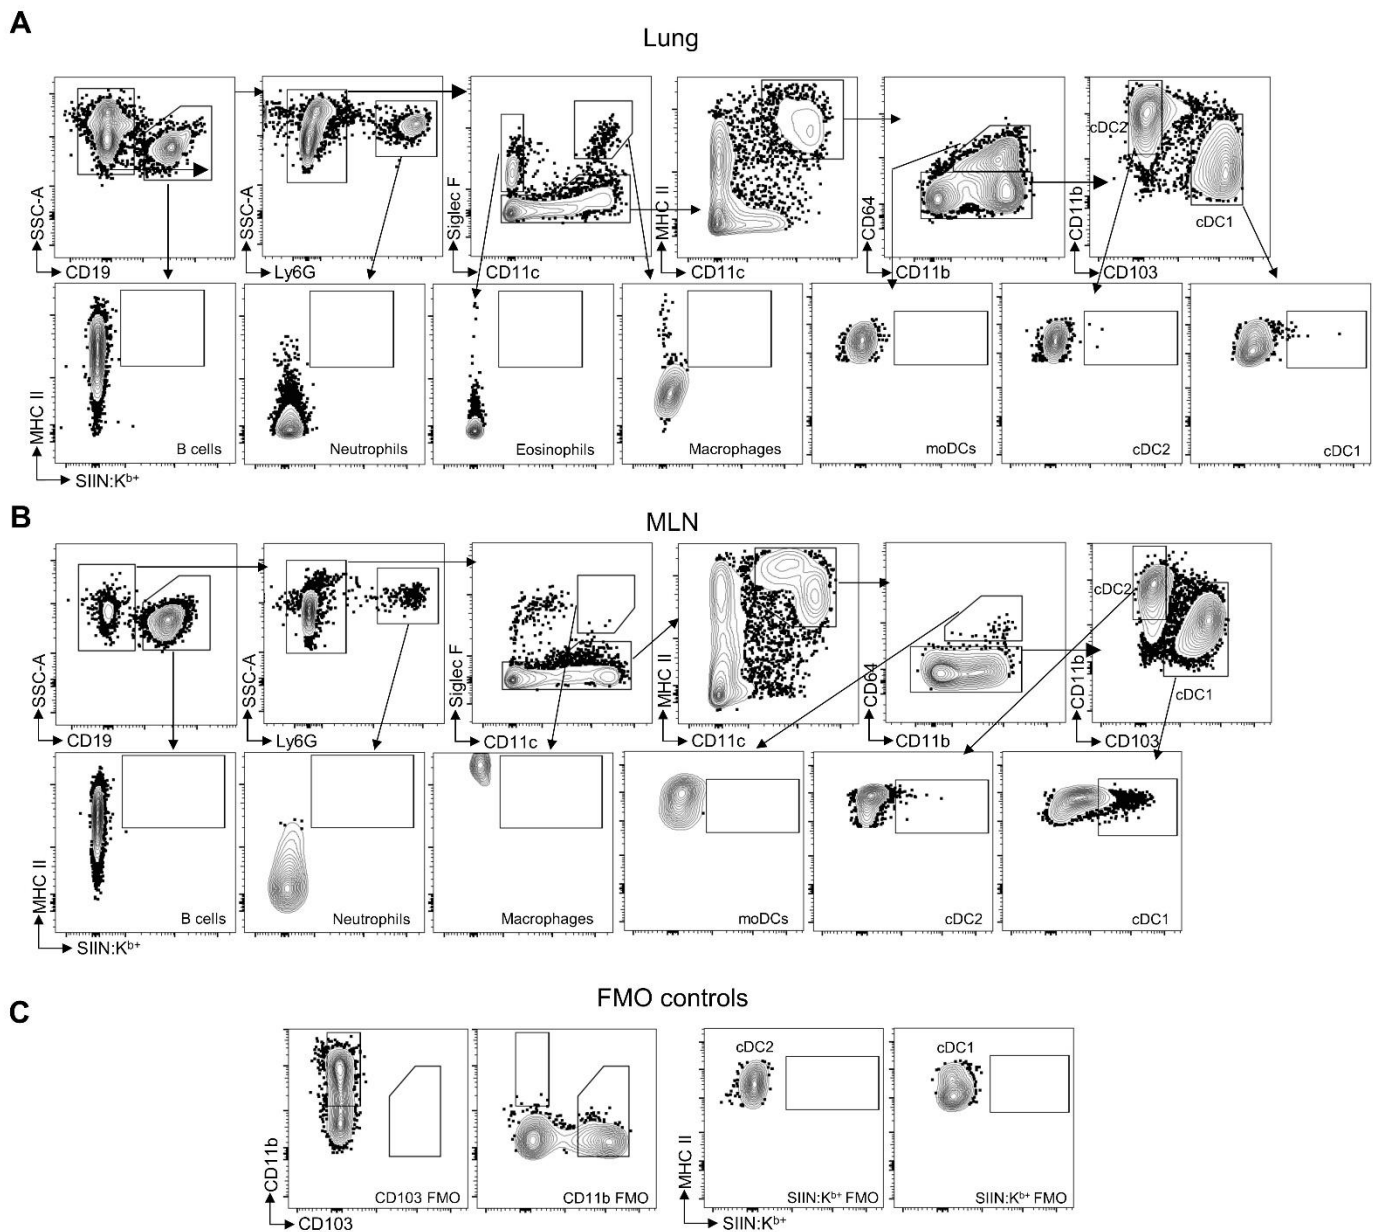 A
Lung
SSC-A
CD19
SSC-A
Ly6G
Siglec F
CD11c
MHC II
CD11c
CD64
CD11b
CD11b
CD103
cDC2
cDC1
MHC II
SIIN:Kᵇ⁺
B cells
Neutrophils
Eosinophils
Macrophages
moDCs
cDC2
cDC1
B
MLN
SSC-A
CD19
SSC-A
Ly6G
Siglec F
CD11c
MHC II
CD11c
CD64
CD11b
CD11b
CD103
cDC2
cDC1
MHC II
SIIN:Kᵇ⁺
B cells
Neutrophils
Macrophages
moDCs
cDC2
cDC1
C
FMO controls
CD11b
CD103
CD103 FMO
CD11b FMO
MHC II
SIIN:Kᵇ⁺
cDC2
SIIN:Kᵇ⁺ FMO
cDC1
SIIN:Kᵇ⁺ FMO